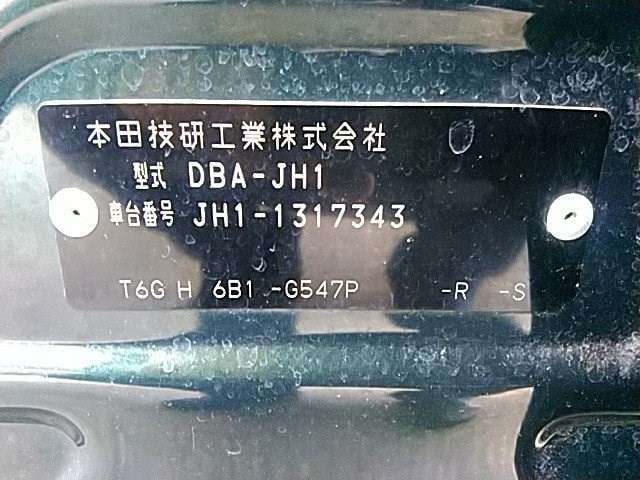 本田技研工業株式会社
型式 DBA-JH1
車台番号 JH1-1317343
T6G H 6B1 -G547P -R -S